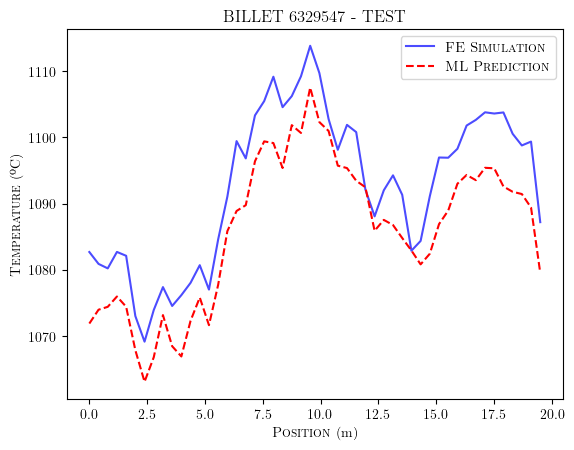 BILLET 6329547 - TEST
FE Simulation
ML Prediction
1110
1100
1090
1080
1070
Temperature (ºC)
0.0 2.5 5.0 7.5 10.0 12.5 15.0 17.5 20.0
Position (m)